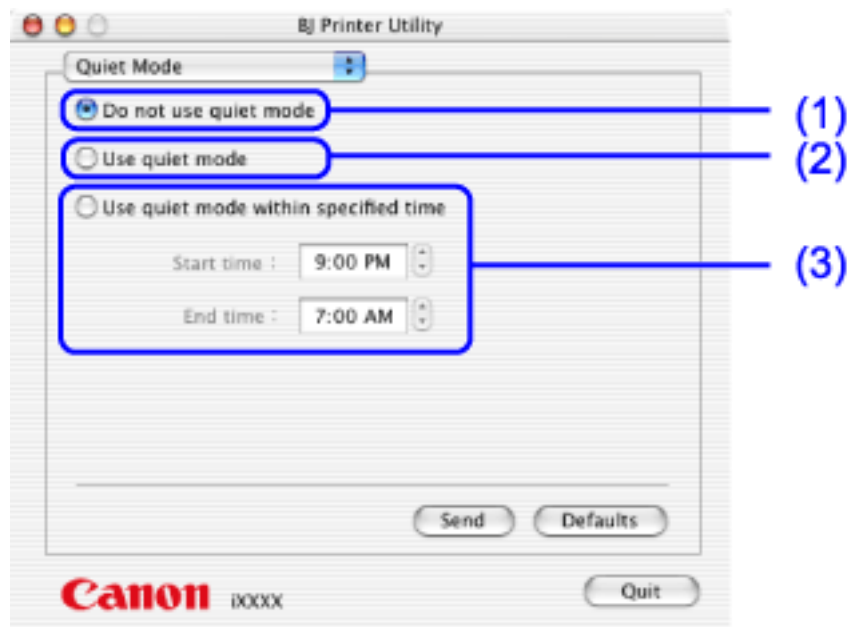 BJ Printer Utility
Quiet Mode
Do not use quiet mode
(1)
Use quiet mode
(2)
Use quiet mode within specified time
Start time : 9:00 PM
(3)
End time : 7:00 AM
Send Defaults
Canon iXXXX Quit